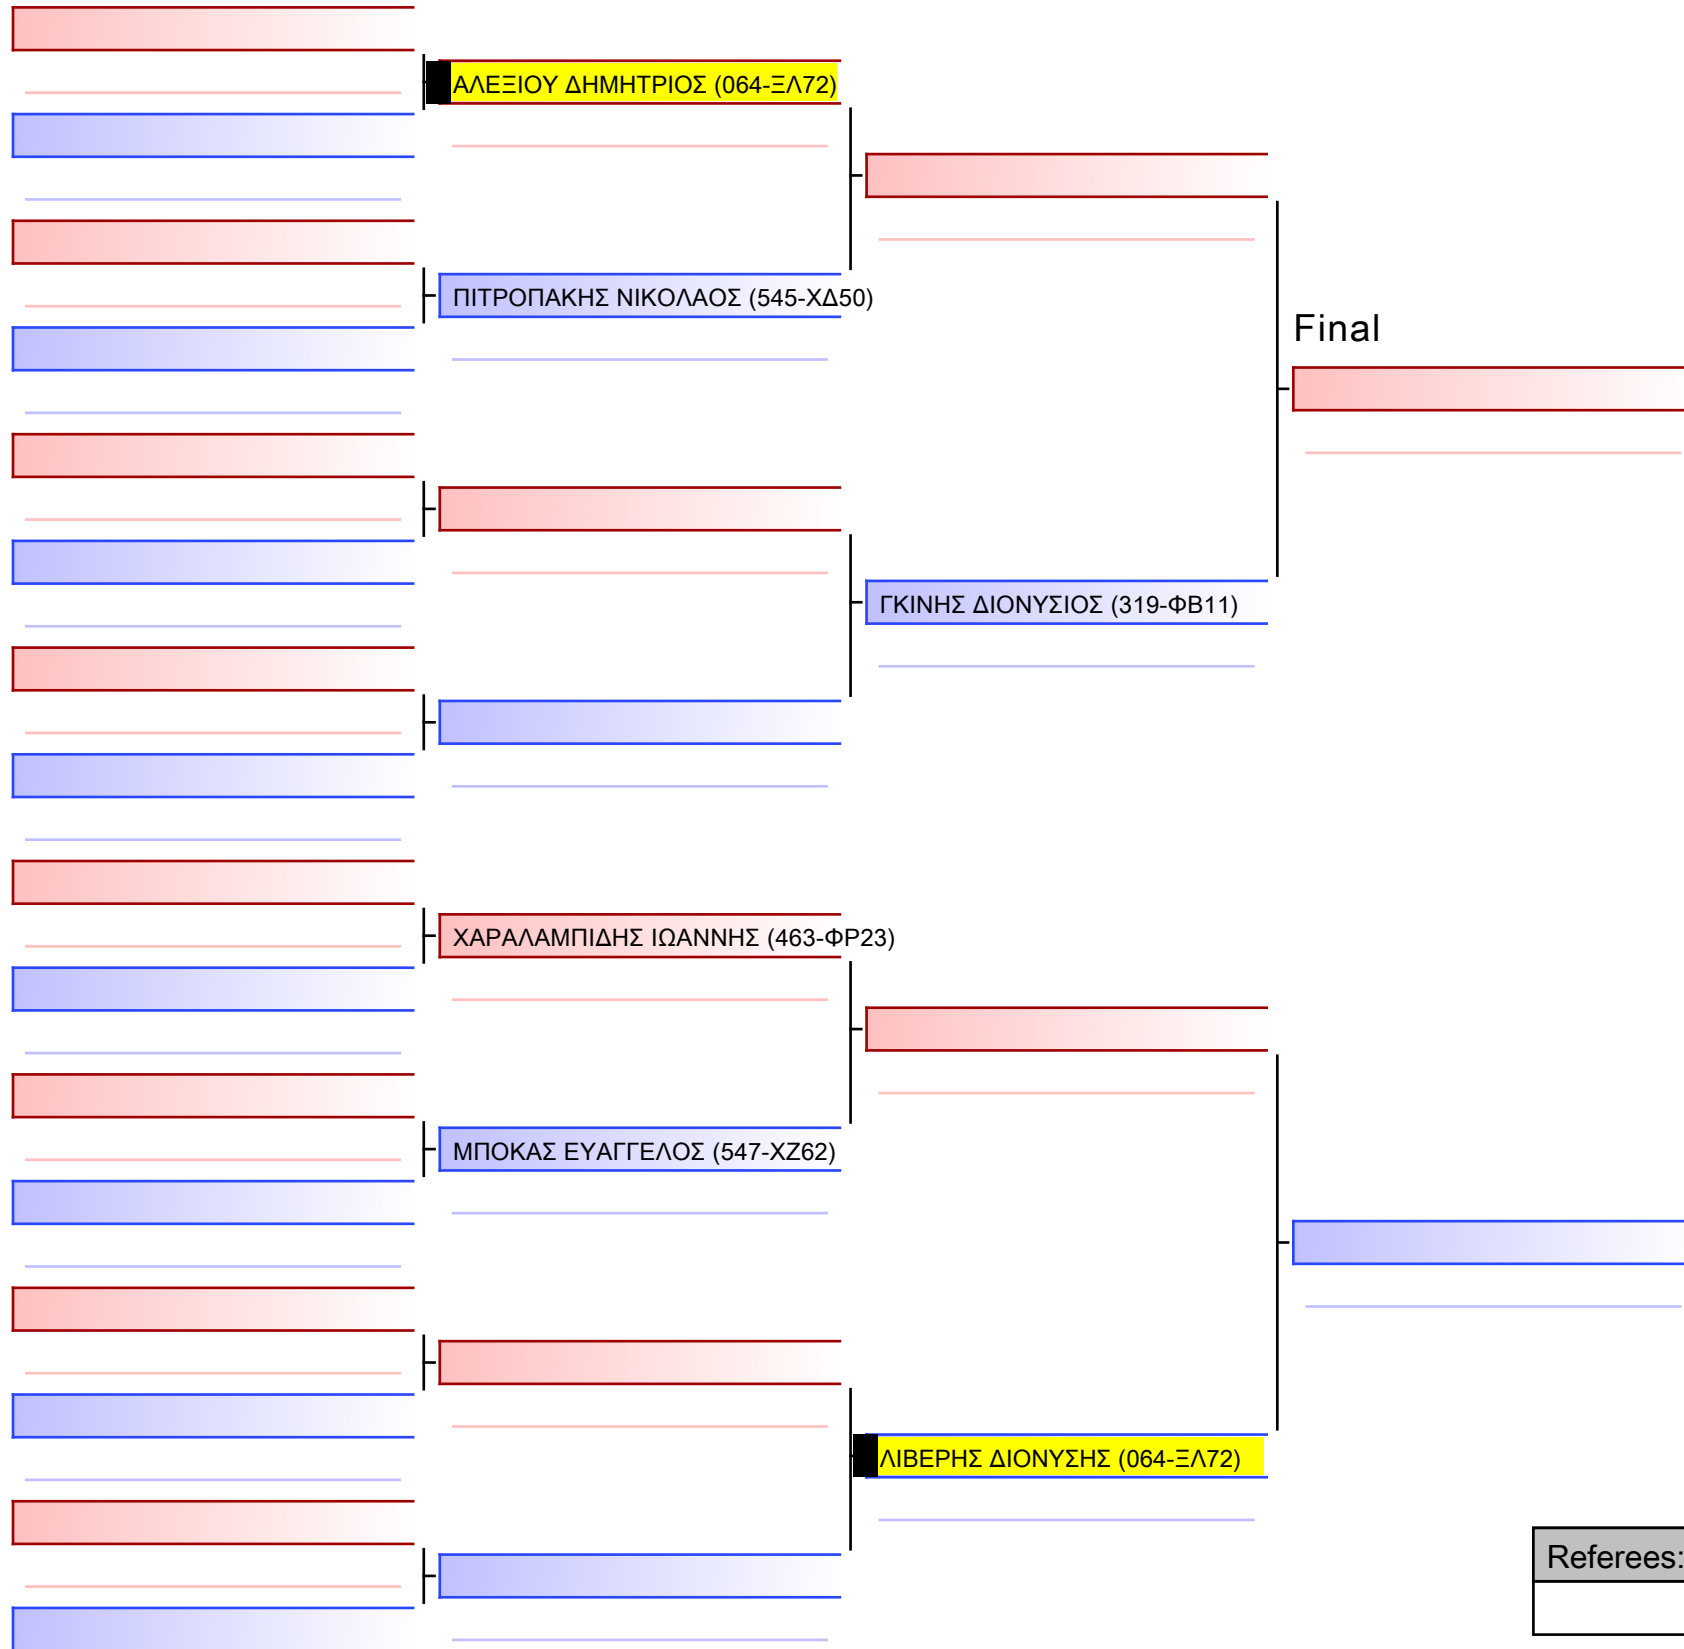 ΑΛΕΞΙΟΥ ΔΗΜΗΤΡΙΟΣ (064-ΞΛ72)
ΠΙΤΡΟΠΑΚΗΣ ΝΙΚΟΛΑΟΣ (545-ΧΔ50)
Final
ΓΚΙΝΗΣ ΔΙΟΝΥΣΙΟΣ (319-ΦΒ11)
ΧΑΡΑΛΑΜΠΙΔΗΣ ΙΩΑΝΝΗΣ (463-ΦΡ23)
ΜΠΟΚΑΣ ΕΥΑΓΓΕΛΟΣ (547-ΧΖ62)
ΛΙΒΕΡΗΣ ΔΙΟΝΥΣΗΣ (064-ΞΛ72)
Referees: